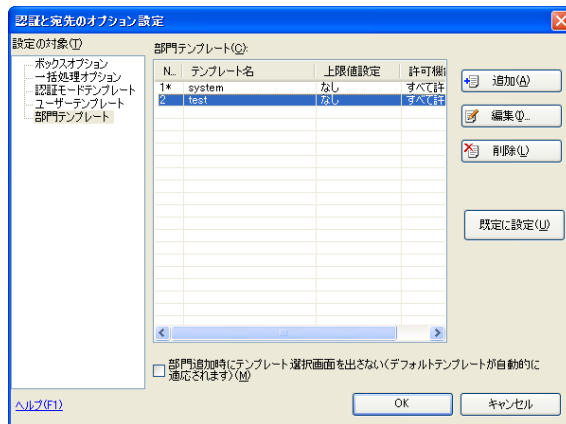 認証と宛先のオプション設定
設定の対象(T)
ボックスオプション
一括処理オプション
認証モードテンプレート
ユーザーテンプレート
部門テンプレート
部門テンプレート(C):
N... テンプレート名 上限値設定 許可機
1* system なし すべて許
2 test なし すべて許
追加(A)
編集(I)...
削除(L)
既定に設定(U)
部門追加時にテンプレート選択画面を出さない(デフォルトテンプレートが自動的に
適応されます)(M)
ヘルプ(F1)
OK
キャンセル